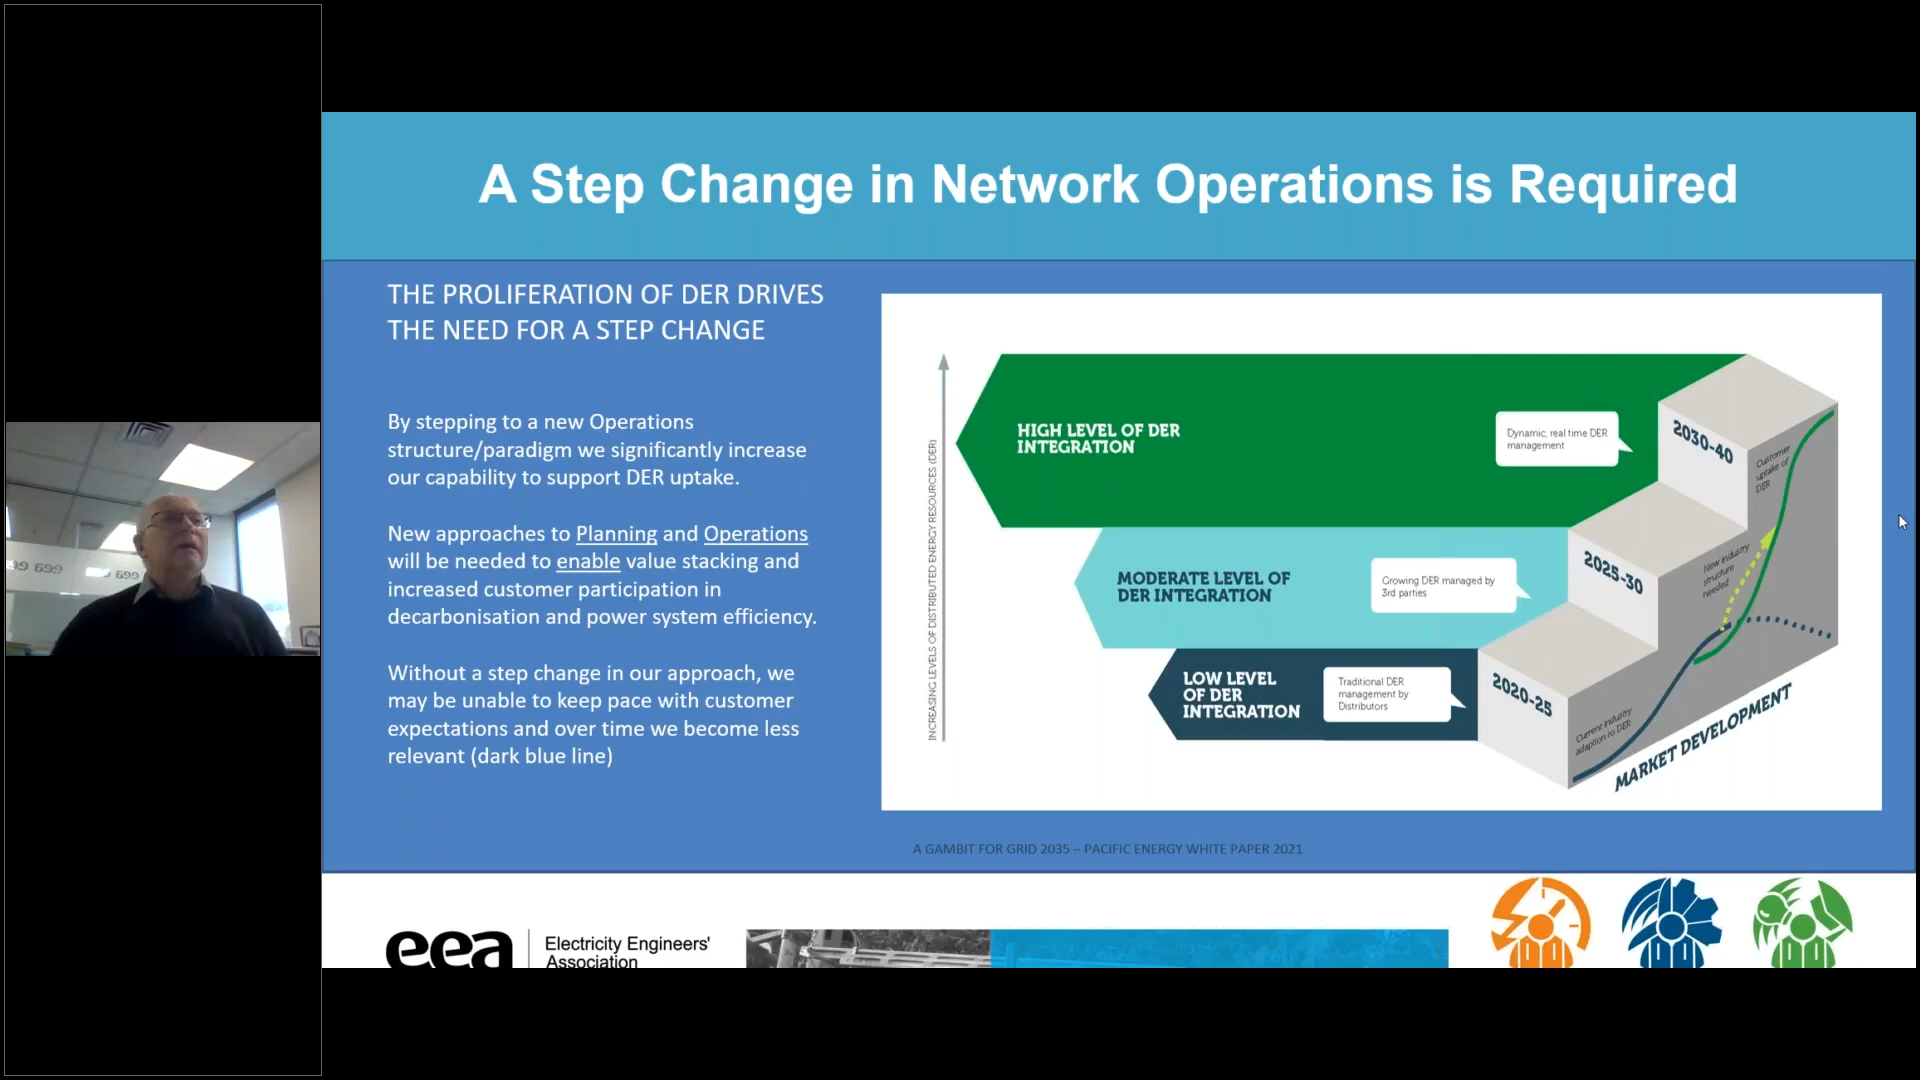 A Step Change in Network Operations is Required
THE PROLIFERATION OF DER DRIVES
THE NEED FOR A STEP CHANGE
By stepping to a new Operations
structure/paradigm we significantly increase
our capability to support DER uptake.
New approaches to Planning and Operations
will be needed to enable value stacking and
increased customer participation in
decarbonisation and power system efficiency.
Without a step change in our approach, we
may be unable to keep pace with customer
expectations and over time we become less
relevant (dark blue line)
INCREASING LEVELS OF DISTRIBUTED ENERGY RESOURCES (DER)
HIGH LEVEL OF DER
INTEGRATION
Dynamic, real time DER
management
2030-40
Customer
uptake of
DER
MODERATE LEVEL OF
DER INTEGRATION
Growing DER managed by
3rd parties
2025-30
New industry
structure
needed
LOW LEVEL
OF DER
INTEGRATION
Traditional DER
management by
Distributors
2020-25
Current industry
adaption to DER
MARKET DEVELOPMENT
A GAMBIT FOR GRID 2035 – PACIFIC ENERGY WHITE PAPER 2021
eea
Electricity Engineers'
Association
eea
eea